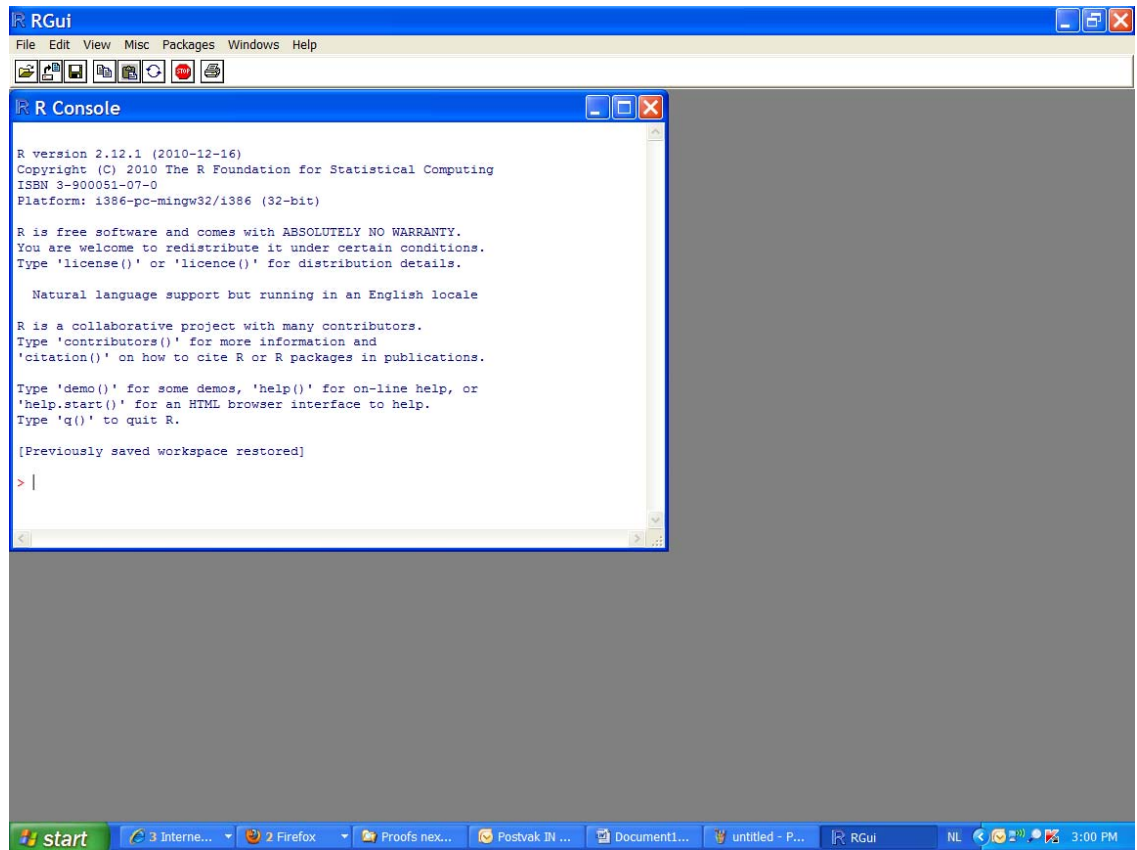 RGui
File Edit View Misc Packages Windows Help
STOP
R Console
R version 2.12.1 (2010-12-16)
Copyright (C) 2010 The R Foundation for Statistical Computing
ISBN 3-900051-07-0
Platform: i386-pc-mingw32/i386 (32-bit)
R is free software and comes with ABSOLUTELY NO WARRANTY.
You are welcome to redistribute it under certain conditions.
Type 'license()' or 'licence()' for distribution details.
Natural language support but running in an English locale
R is a collaborative project with many contributors.
Type 'contributors()' for more information and
'citation()' on how to cite R or R packages in publications.
Type 'demo()' for some demos, 'help()' for on-line help, or
'help.start()' for an HTML browser interface to help.
Type 'q()' to quit R.
[Previously saved workspace restored]
>
start 3 Interne... 2 Firefox Proofs nex... Postvak IN ... Document1... untitled - P... RGui NL 3:00 PM